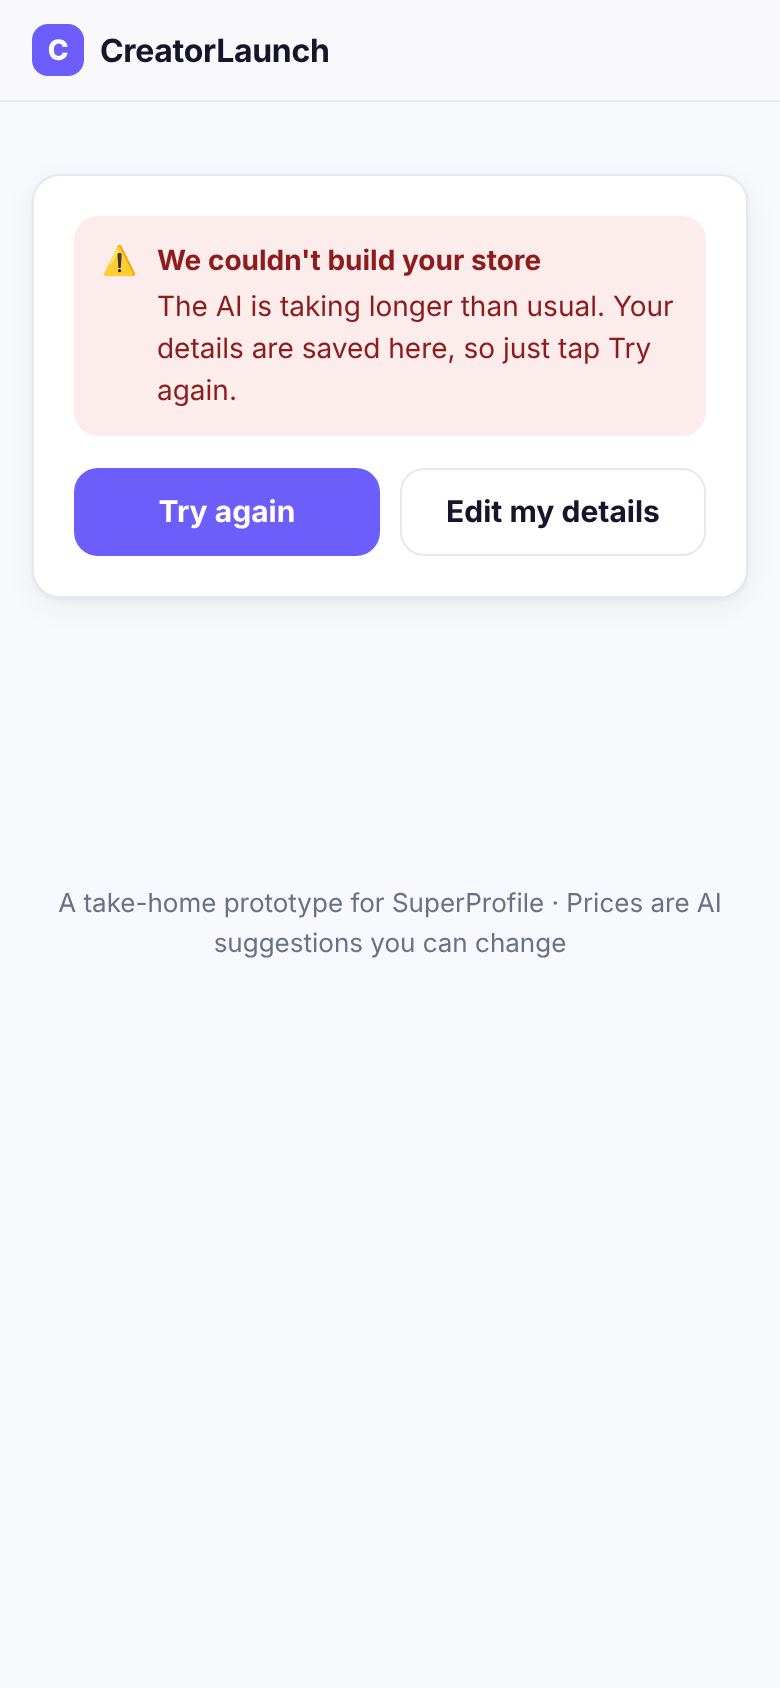 C CreatorLaunch
We couldn't build your store
The AI is taking longer than usual. Your
details are saved here, so just tap Try
again.
Try again
Edit my details
A take-home prototype for SuperProfile · Prices are AI
suggestions you can change